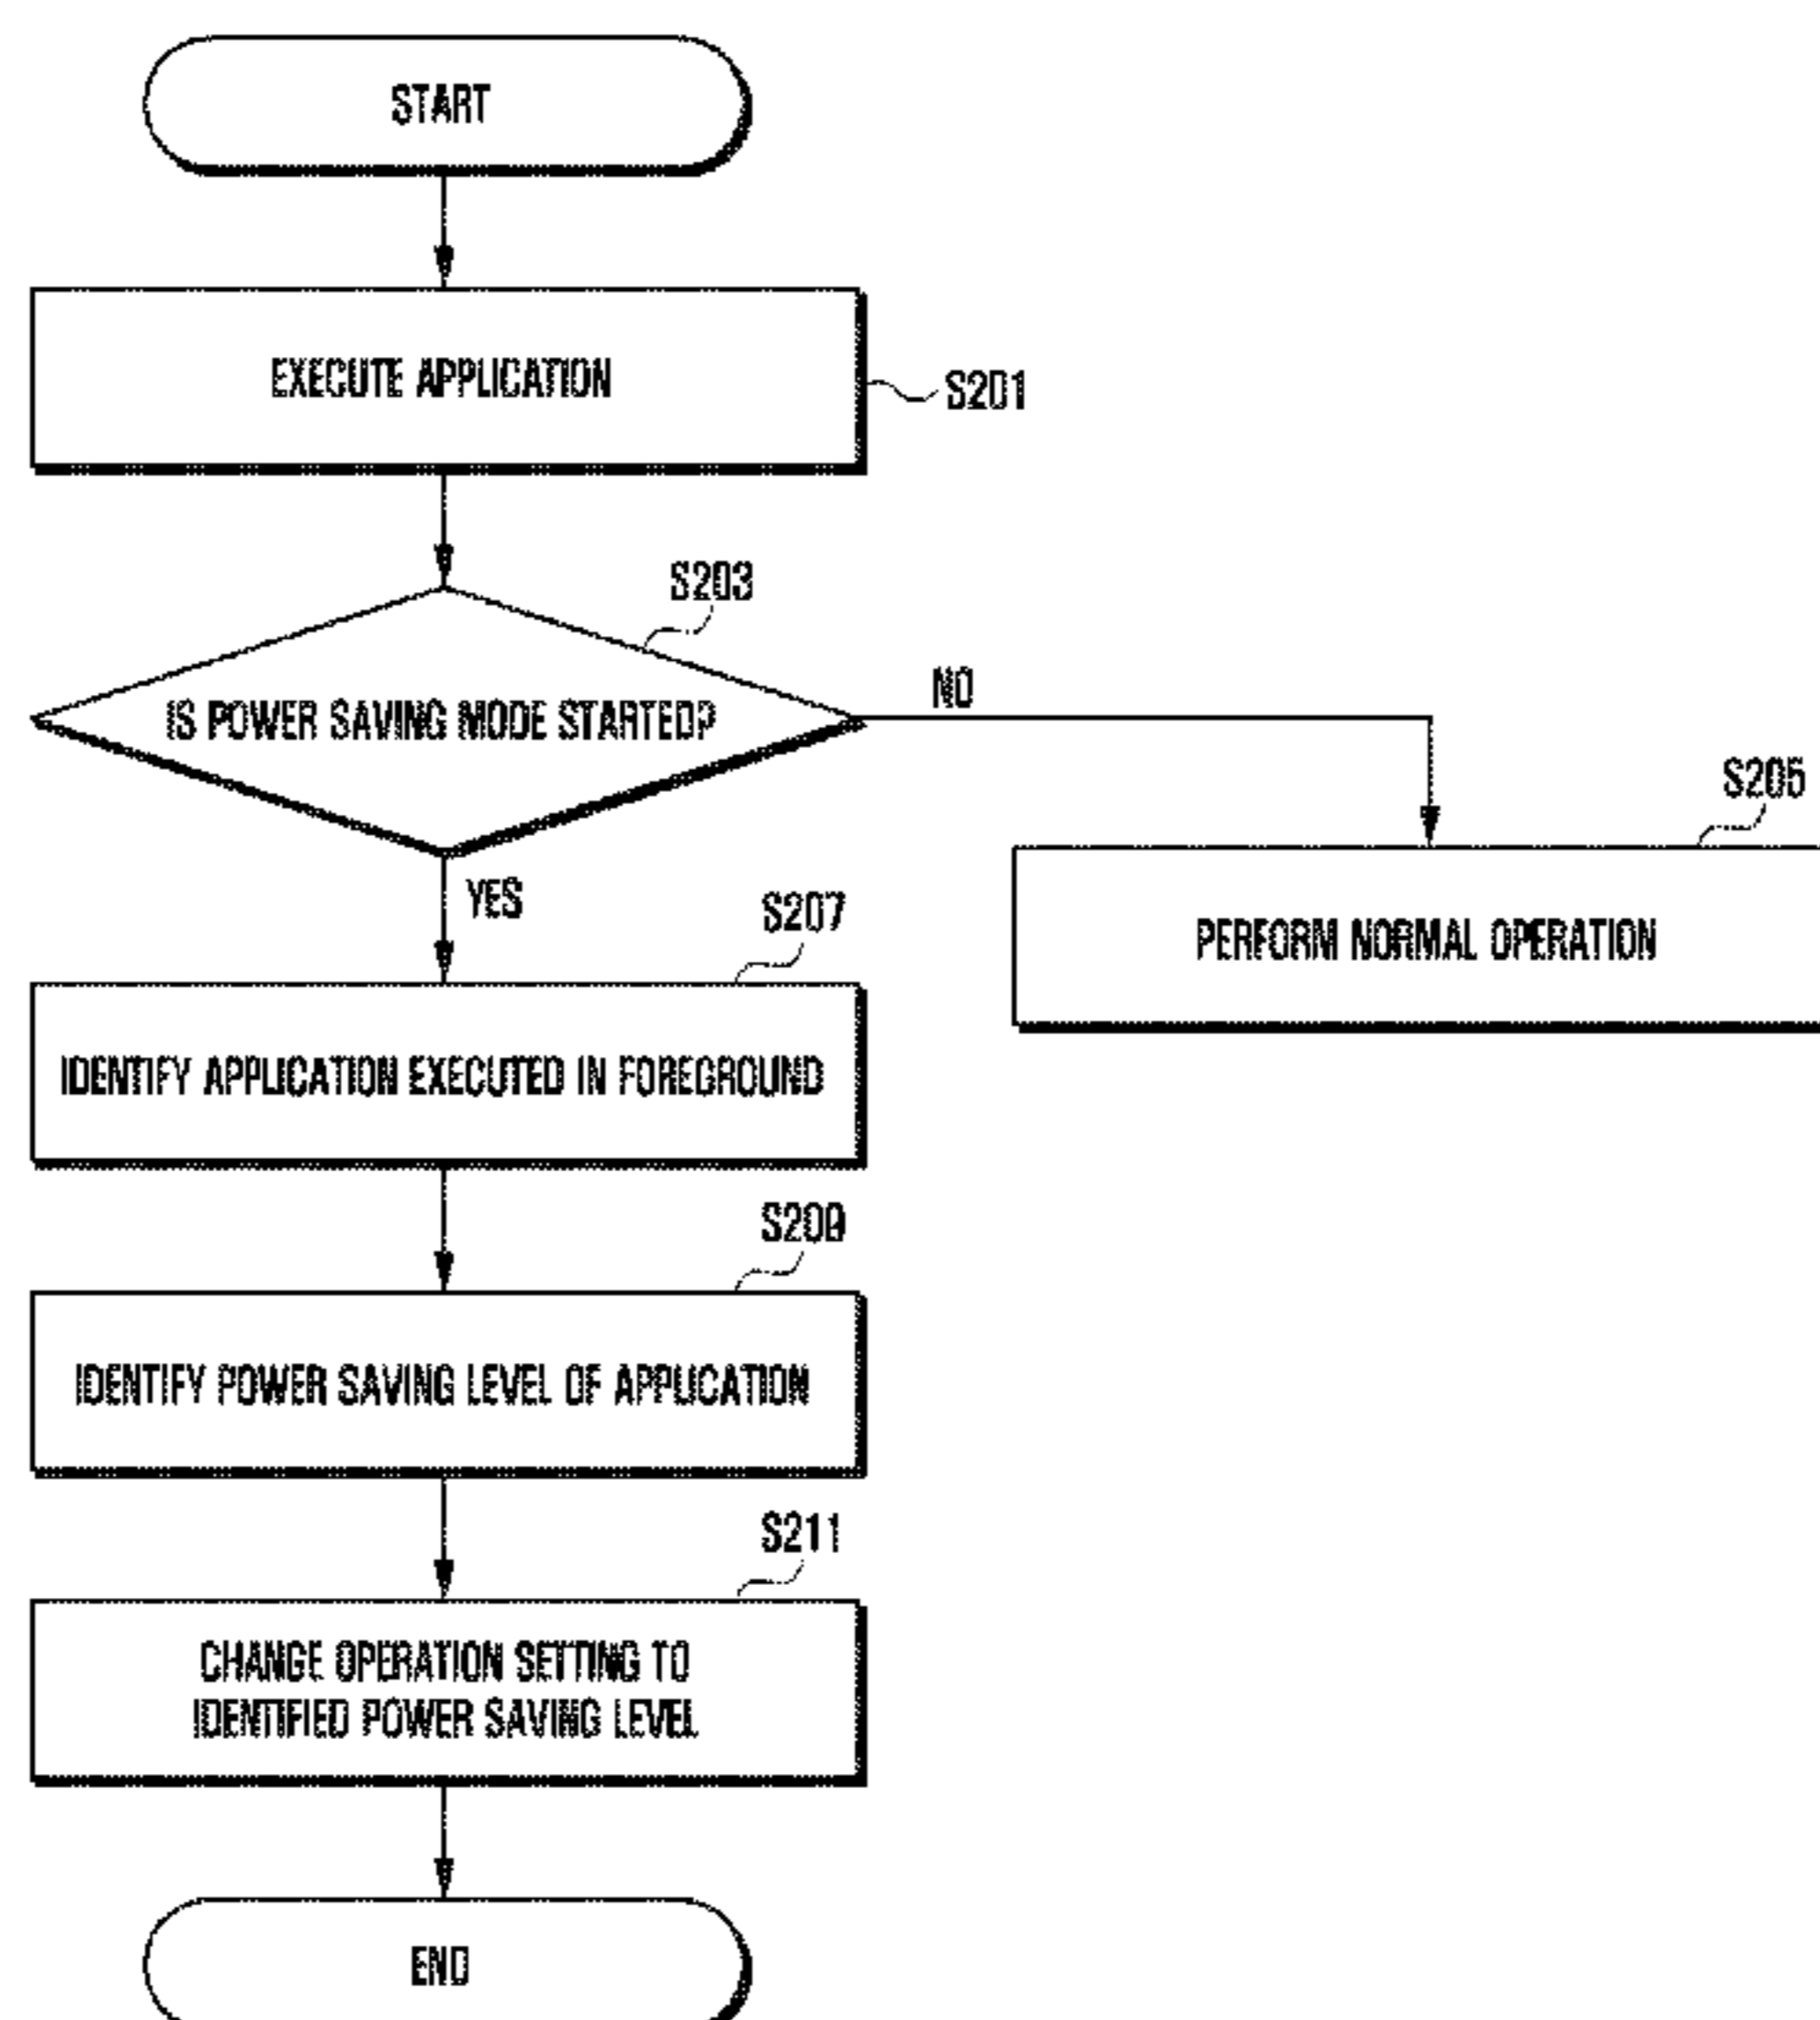 START
EXECUTE APPLICATION
S201
S203
IS POWER SAVING MODE STARTED?
NO
S205
PERFORM NORMAL OPERATION
YES
S207
IDENTIFY APPLICATION EXECUTED IN FOREGROUND
S209
IDENTIFY POWER SAVING LEVEL OF APPLICATION
S211
CHANGE OPERATION SETTING TO
IDENTIFIED POWER SAVING LEVEL
END